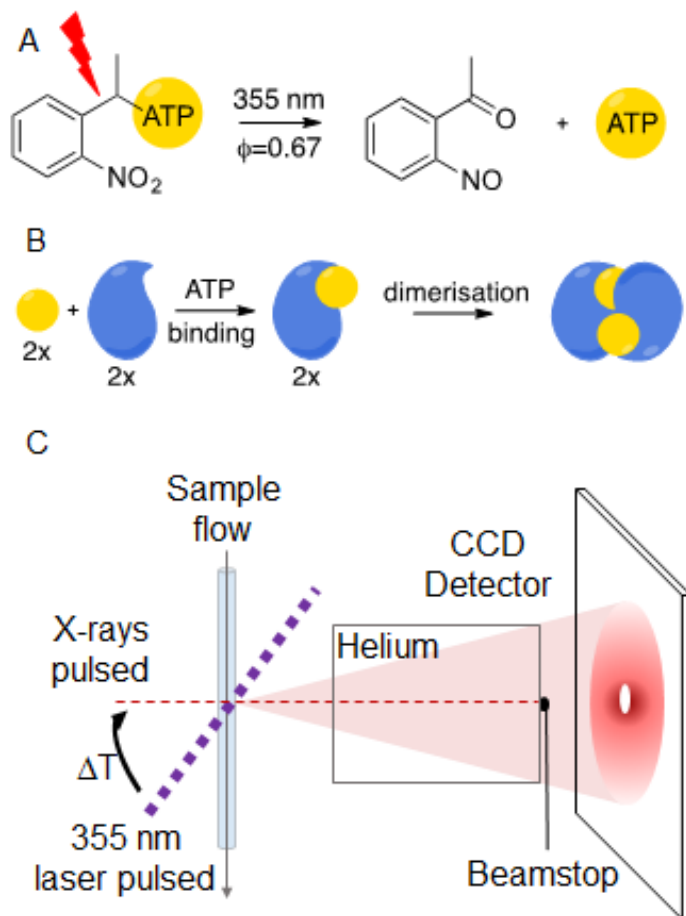 A
ATP
NO₂
355 nm
ϕ=0.67
O
NO
+
ATP
B
2x
+
2x
ATP
binding
2x
dimerisation
C
Sample
flow
X-rays
pulsed
ΔT
355 nm
laser pulsed
Helium
CCD
Detector
Beamstop